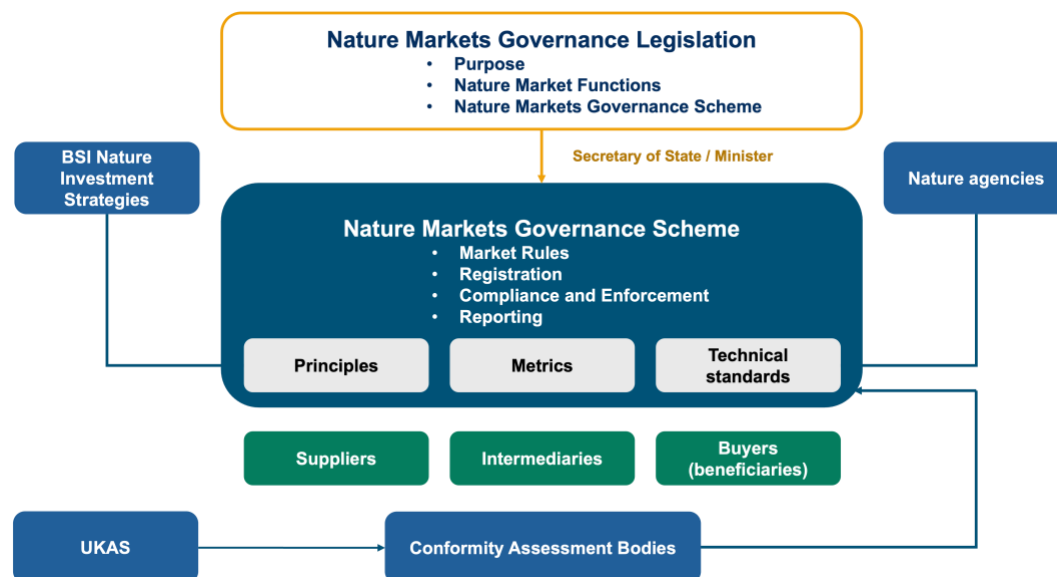 Nature Markets Governance Legislation
• Purpose
• Nature Market Functions
• Nature Markets Governance Scheme
Secretary of State / Minister
BSI Nature
Investment
Strategies
Nature agencies
Nature Markets Governance Scheme
• Market Rules
• Registration
• Compliance and Enforcement
• Reporting
Principles
Metrics
Technical
standards
Suppliers
Intermediaries
Buyers
(beneficiaries)
UKAS
Conformity Assessment Bodies